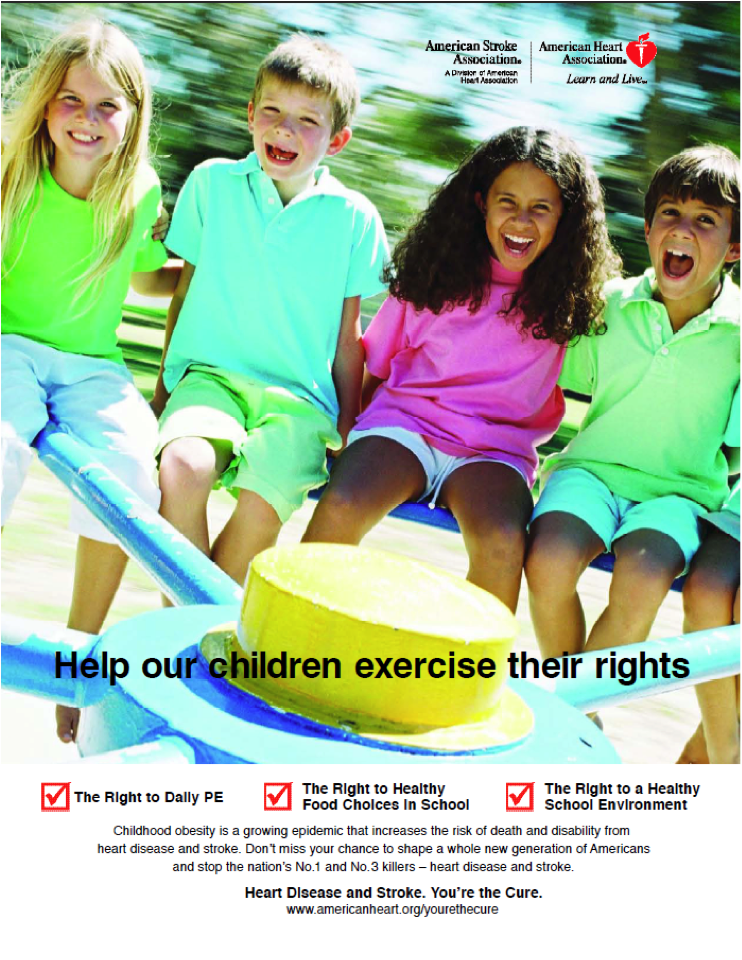 American Stroke
Association®
A Division of American
Heart Association
American Heart
Association®
Learn and Live℠
Help our children exercise their rights
The Right to Daily PE
The Right to Healthy
Food Choices in School
The Right to a Healthy
School Environment
Childhood obesity is a growing epidemic that increases the risk of death and disability from
heart disease and stroke. Don't miss your chance to shape a whole new generation of Americans
and stop the nation's No.1 and No.3 killers – heart disease and stroke.
Heart Disease and Stroke. You're the Cure.
www.americanheart.org/yourethecure